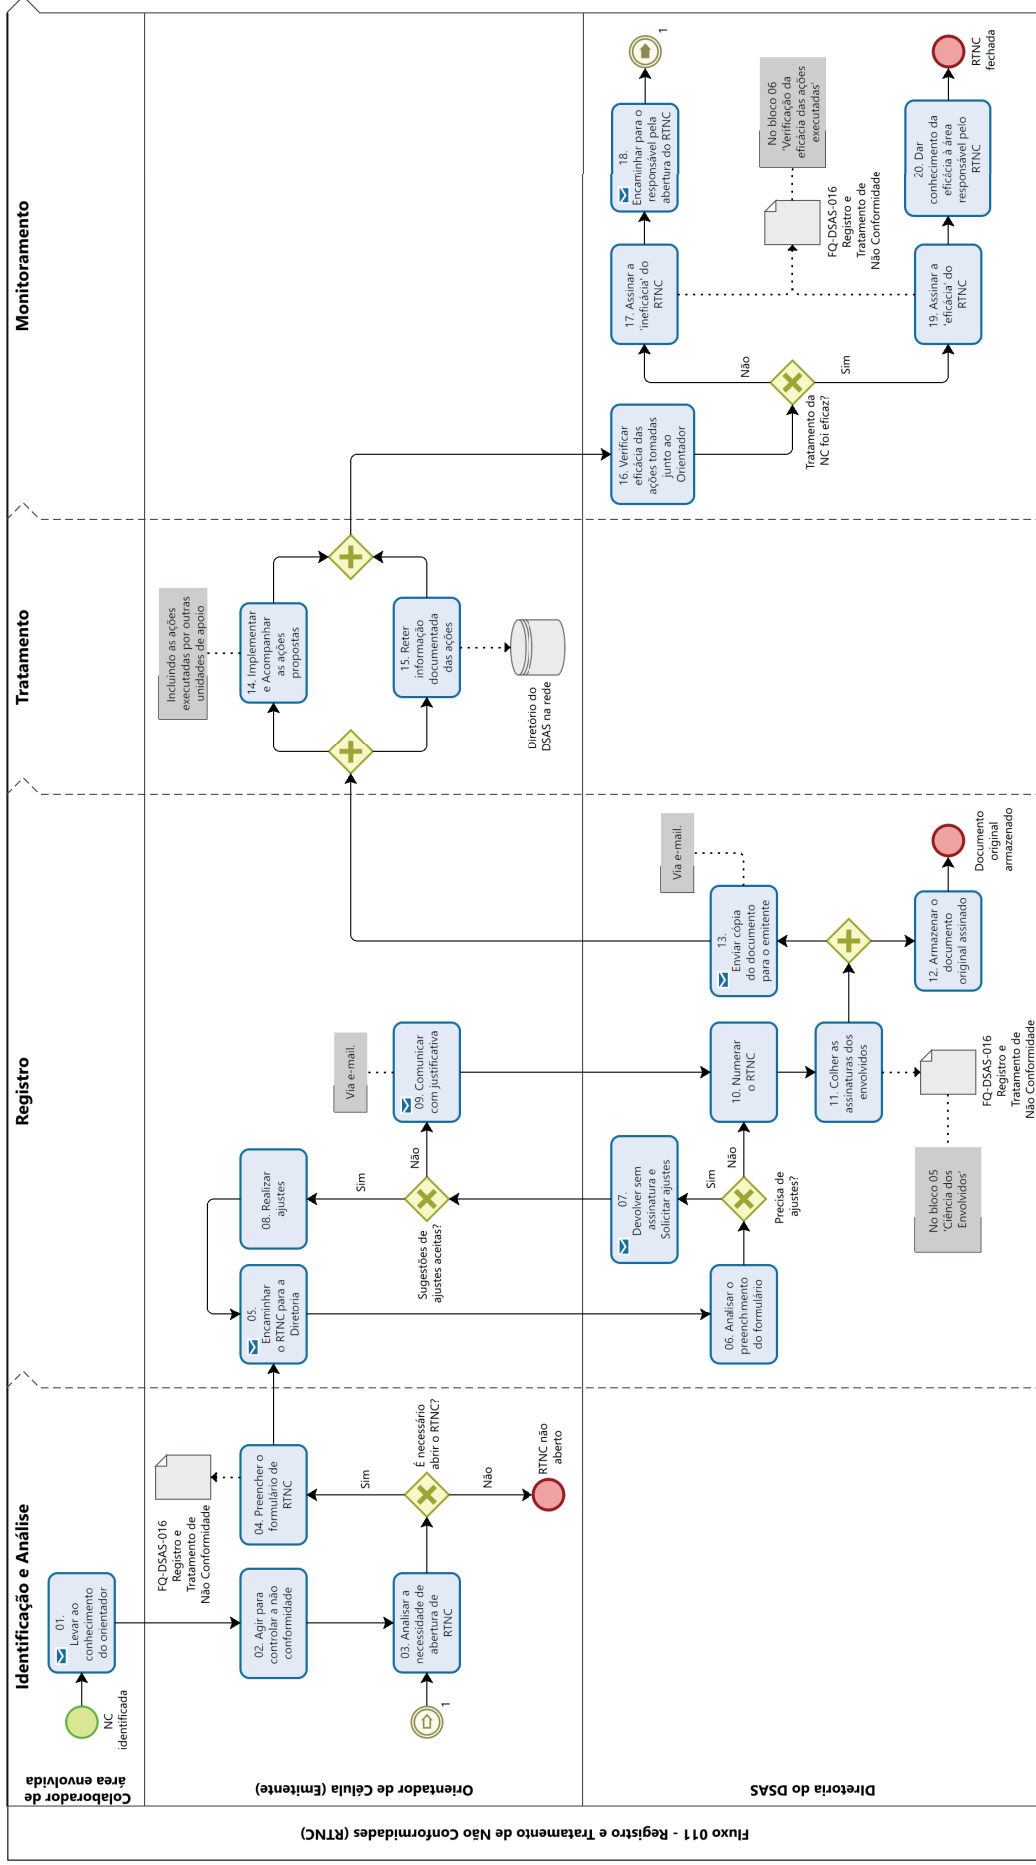 Fluxo 011 - Registro e Tratamento de Não Conformidades (RTNC)
Identificação e Análise
Registro
Tratamento
Monitoramento
Colaborador de
área envolvida
NC
identificada
01.
Levar ao
conhecimento
do orientador
Orientador de Célula (Emitente)
02. Agir para
controlar a não
conformidade
1
03. Analisar a
necessidade de
abertura de
RTNC
É necessário
abrir o RTNC?
Sim
Não
RTNC não
aberto
04. Preencher o
formulário de
RTNC
FQ-DSAS-016
Registro e
Tratamento de
Não Conformidade
05.
Encaminhar
o RTNC para a
Diretoria
08. Realizar
ajustes
Sugestões de
ajustes aceitas?
Sim
Não
09. Comunicar
com justificativa
Via e-mail.
14. Implementar
e Acompanhar
as ações
propostas
Incluindo as ações
executadas por outras
unidades de apoio
15. Reter
informação
documentada
das ações
Diretório do
DSAS na rede
DIretoria do DSAS
06. Analisar o
preenchimento
do formulário
Precisa de
ajustes?
Sim
Não
07.
Devolver sem
assinatura e
Solicitar ajustes
10. Numerar
o RTNC
11. Colher as
assinaturas dos
envolvidos
FQ-DSAS-016
Registro e
Tratamento de
Não Conformidade
No bloco 05
'Ciência dos
Envolvidos'
13.
Enviar cópia
do documento
para o emitente
Via e-mail.
12. Armazenar o
documento
original assinado
Documento
original
armazenado
16. Verificar
eficácia das
ações tomadas
junto ao
Orientador
Tratamento da
NC foi eficaz?
Não
Sim
17. Assinar a
'ineficácia' do
RTNC
18.
Encaminhar para o
responsável pela
abertura do RTNC
1
FQ-DSAS-016
Registro e
Tratamento de
Não Conformidade
No bloco 06
'Verificação da
eficácia das ações
executadas'
19. Assinar a
'eficácia' do
RTNC
20. Dar
conhecimento da
eficácia à área
responsável pelo
RTNC
RTNC
fechada